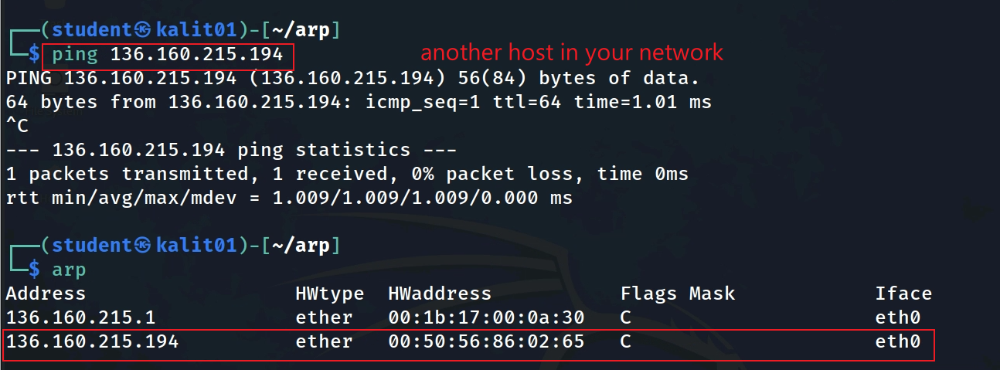 (student㉿kalit01)-[~/arp]
$ ping 136.160.215.194 another host in your network
PING 136.160.215.194 (136.160.215.194) 56(84) bytes of data.
64 bytes from 136.160.215.194: icmp_seq=1 ttl=64 time=1.01 ms
^C
--- 136.160.215.194 ping statistics ---
1 packets transmitted, 1 received, 0% packet loss, time 0ms
rtt min/avg/max/mdev = 1.009/1.009/1.009/0.000 ms
(student㉿kalit01)-[~/arp]
$ arp
Address HWtype HWaddress Flags Mask Iface
136.160.215.1 ether 00:1b:17:00:0a:30 C eth0
136.160.215.194 ether 00:50:56:86:02:65 C eth0